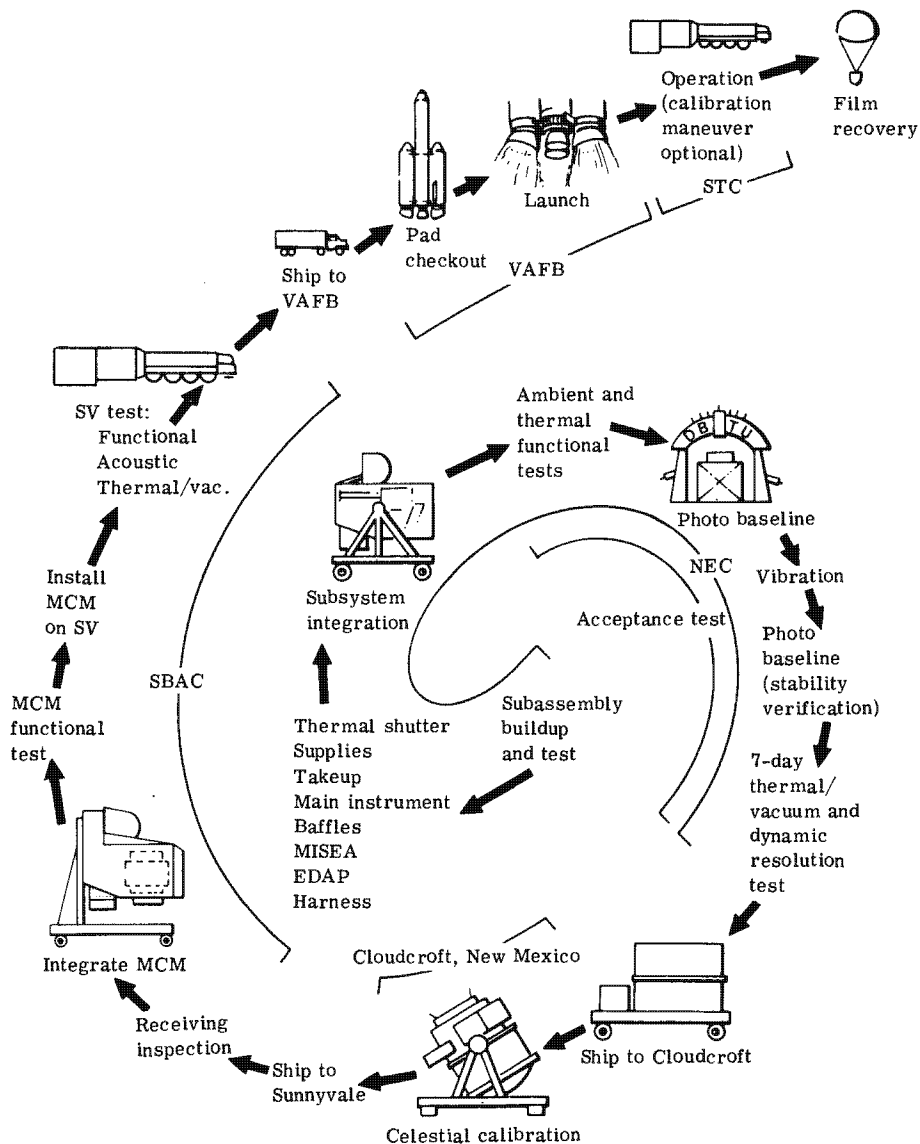 Operation
(calibration
maneuver
optional)
Film
recovery
STC
Launch
Pad
checkout
VAFB
Ship to
VAFB
SV test:
Functional
Acoustic
Thermal/vac.
Ambient and
thermal
functional
tests
DB TU
Photo baseline
NEC
Vibration
Install
MCM
on SV
Subsystem
integration
Acceptance test
Photo
baseline
(stability
verification)
SBAC
MCM
functional
test
Thermal shutter
Supplies
Takeup
Main instrument
Baffles
MISEA
EDAP
Harness
Subassembly
buildup
and test
7-day
thermal/
vacuum and
dynamic
resolution
test
Integrate MCM
Cloudcroft, New Mexico
Receiving
inspection
Ship to
Sunnyvale
Ship to Cloudcroft
Celestial calibration